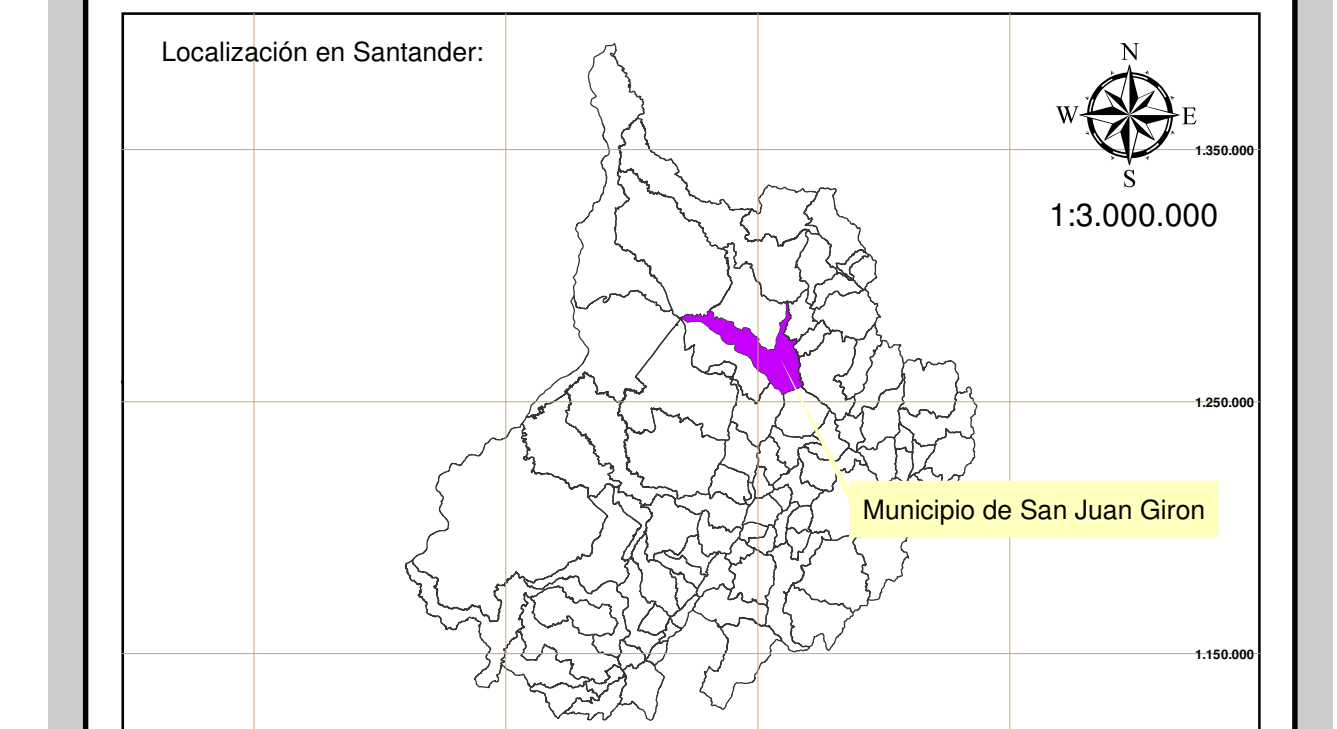 Localización en Santander:
N
W
E
S
1:3.000.000
1:350.000
1:250.000
Municipio de San Juan Giron
1:150.000